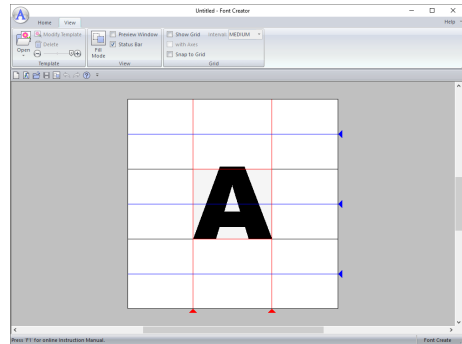 Untitled - Font Creator
Home View Help
Open
Modify Template
Delete
Template
Fill Mode
Preview Window
Status Bar
View
Show Grid Interval: MEDIUM
with Axes
Snap to Grid
Grid
A
Press 'F1' for online Instruction Manual. Font Create